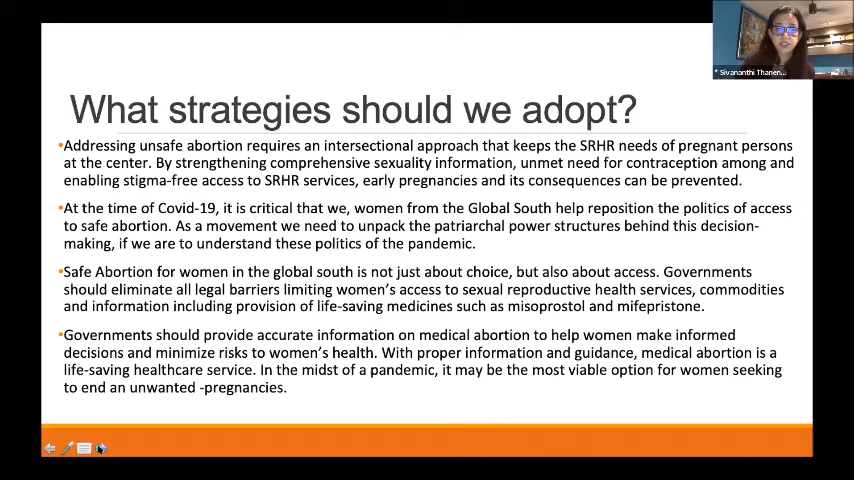 * Sivananthi Thanen...
What strategies should we adopt?
•Addressing unsafe abortion requires an intersectional approach that keeps the SRHR needs of pregnant persons
at the center. By strengthening comprehensive sexuality information, unmet need for contraception among and
enabling stigma-free access to SRHR services, early pregnancies and its consequences can be prevented.
•At the time of Covid-19, it is critical that we, women from the Global South help reposition the politics of access
to safe abortion. As a movement we need to unpack the patriarchal power structures behind this decision-
making, if we are to understand these politics of the pandemic.
•Safe Abortion for women in the global south is not just about choice, but also about access. Governments
should eliminate all legal barriers limiting women's access to sexual reproductive health services, commodities
and information including provision of life-saving medicines such as misoprostol and mifepristone.
•Governments should provide accurate information on medical abortion to help women make informed
decisions and minimize risks to women's health. With proper information and guidance, medical abortion is a
life-saving healthcare service. In the midst of a pandemic, it may be the most viable option for women seeking
to end an unwanted -pregnancies.